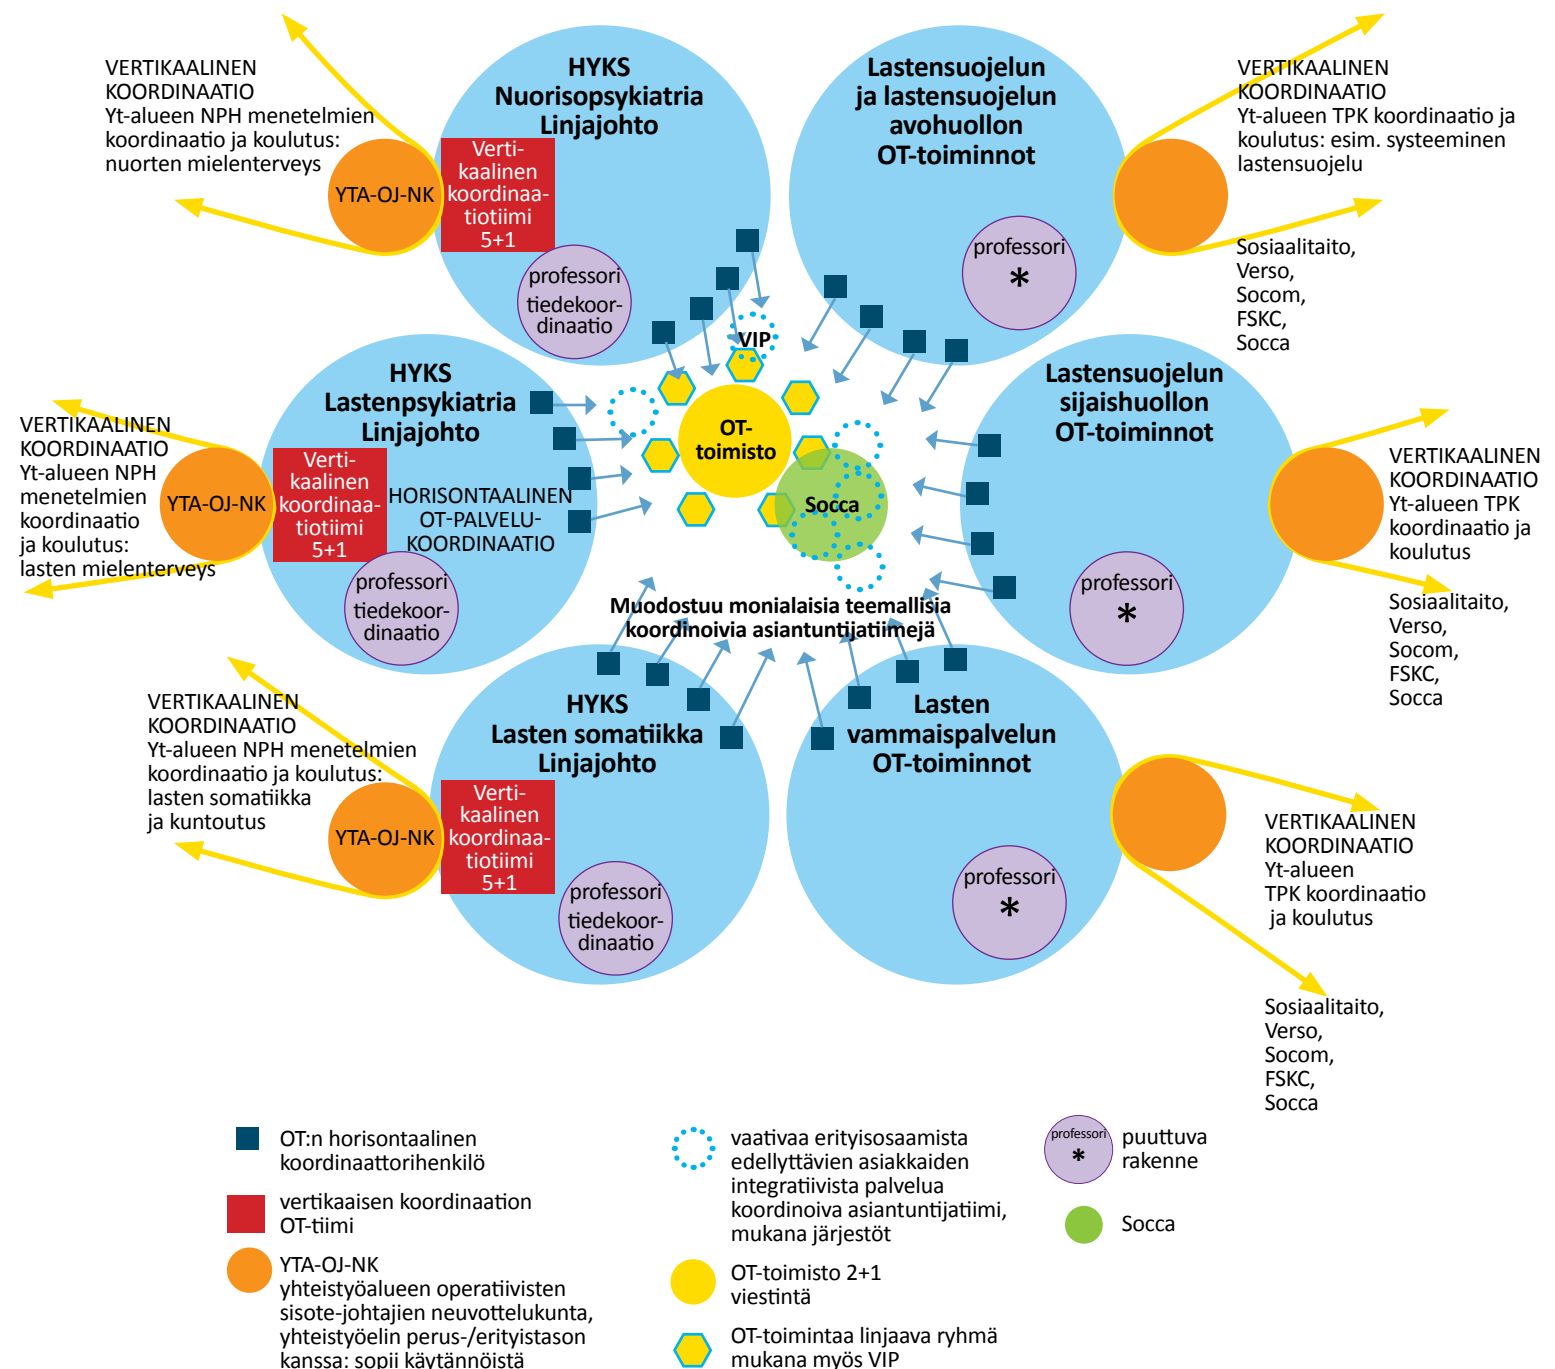 VERTIKAALINEN
KOORDINAATIO
Yt-alueen NPH menetelmien
koordinaatio ja koulutus:
nuorten mielenterveys
YTA-OJ-NK
HYKS
Nuorisopsykiatria
Linjajohto
Verti-
kaalinen
koordinaa-
tiotiimi
5+1
professori
tiedekoor-
dinaatio
Lastensuojelun
ja lastensuojelun
avohuollon
OT-toiminnot
professori
*
VERTIKAALINEN
KOORDINAATIO
Yt-alueen TPK koordinaatio ja
koulutus: esim. systeeminen
lastensuojelu
Sosiaalitaito,
Verso,
Socom,
FSKC,
Socca
VERTIKAALINEN
KOORDINAATIO
Yt-alueen NPH
menetelmien
koordinaatio
ja koulutus:
lasten mielenterveys
YTA-OJ-NK
HYKS
Lastenpsykiatria
Linjajohto
Verti-
kaalinen
koordinaa-
tiotiimi
5+1
HORISONTAALINEN
OT-PALVELU-
KOORDINAATIO
professori
tiedekoor-
dinaatio
VIP
OT-
toimisto
Socca
Muodostuu monialaisia teemallisia
koordinoivia asiantuntijatiimejä
Lastensuojelun
sijaishuollon
OT-toiminnot
professori
*
VERTIKAALINEN
KOORDINAATIO
Yt-alueen TPK
koordinaatio ja
koulutus
Sosiaalitaito,
Verso,
Socom,
FSKC,
Socca
VERTIKAALINEN
KOORDINAATIO
Yt-alueen NPH menetelmien
koordinaatio ja koulutus:
lasten somatiikka
ja kuntoutus
YTA-OJ-NK
HYKS
Lasten somatiikka
Linjajohto
Verti-
kaalinen
koordinaa-
tiotiimi
5+1
professori
tiedekoor-
dinaatio
Lasten
vammaispalvelun
OT-toiminnot
professori
*
VERTIKAALINEN
KOORDINAATIO
Yt-alueen
TPK koordinaatio
ja koulutus
Sosiaalitaito,
Verso,
Socom,
FSKC,
Socca
OT:n horisontaalinen
koordinaattorihenkilö
vertikaaisen koordinaation
OT-tiimi
YTA-OJ-NK
yhteistyöalueen operatiivisten
sisote-johtajien neuvottelukunta,
yhteistyöelin perus-/erityistason
kanssa: sopii käytännöistä
vaativaa erityisosaamista
edellyttävien asiakkaiden
integratiivista palvelua
koordinoiva asiantuntijatiimi,
mukana järjestöt
OT-toimisto 2+1
viestintä
OT-toimintaa linjaava ryhmä
mukana myös VIP
professori
*
puuttuva
rakenne
Socca